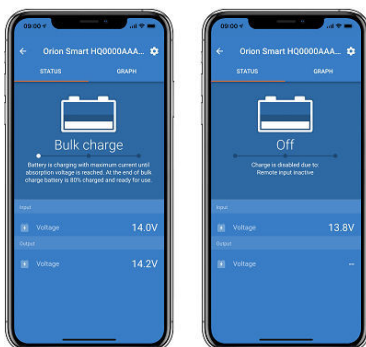 09:00
Orion Smart HQ0000AAA...
STATUS
GRAPH
Bulk charge
Battery is charging with maximum current until
absorption voltage is reached. At the end of bulk
charge battery is 80% charged and ready for use.
Input
Voltage
14.0V
Output
Voltage
14.2V
09:00
Orion Smart HQ0000AAA...
STATUS
GRAPH
Off
Charge is disabled due to:
Remote input inactive
Input
Voltage
13.8V
Output
Voltage
--